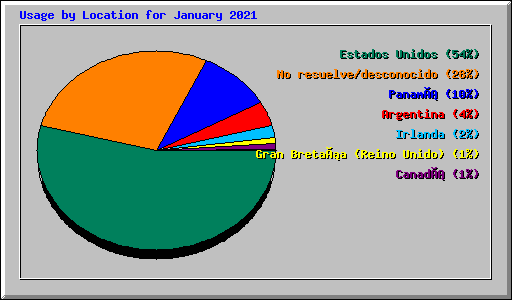 Usage by Location for January 2021
Estados Unidos (54%)
No resuelve/desconocido (28%)
PanamÃ¡ (10%)
Argentina (4%)
Irlanda (2%)
Gran BretaÃ±a (Reino Unido) (1%)
CanadÃ¡ (1%)